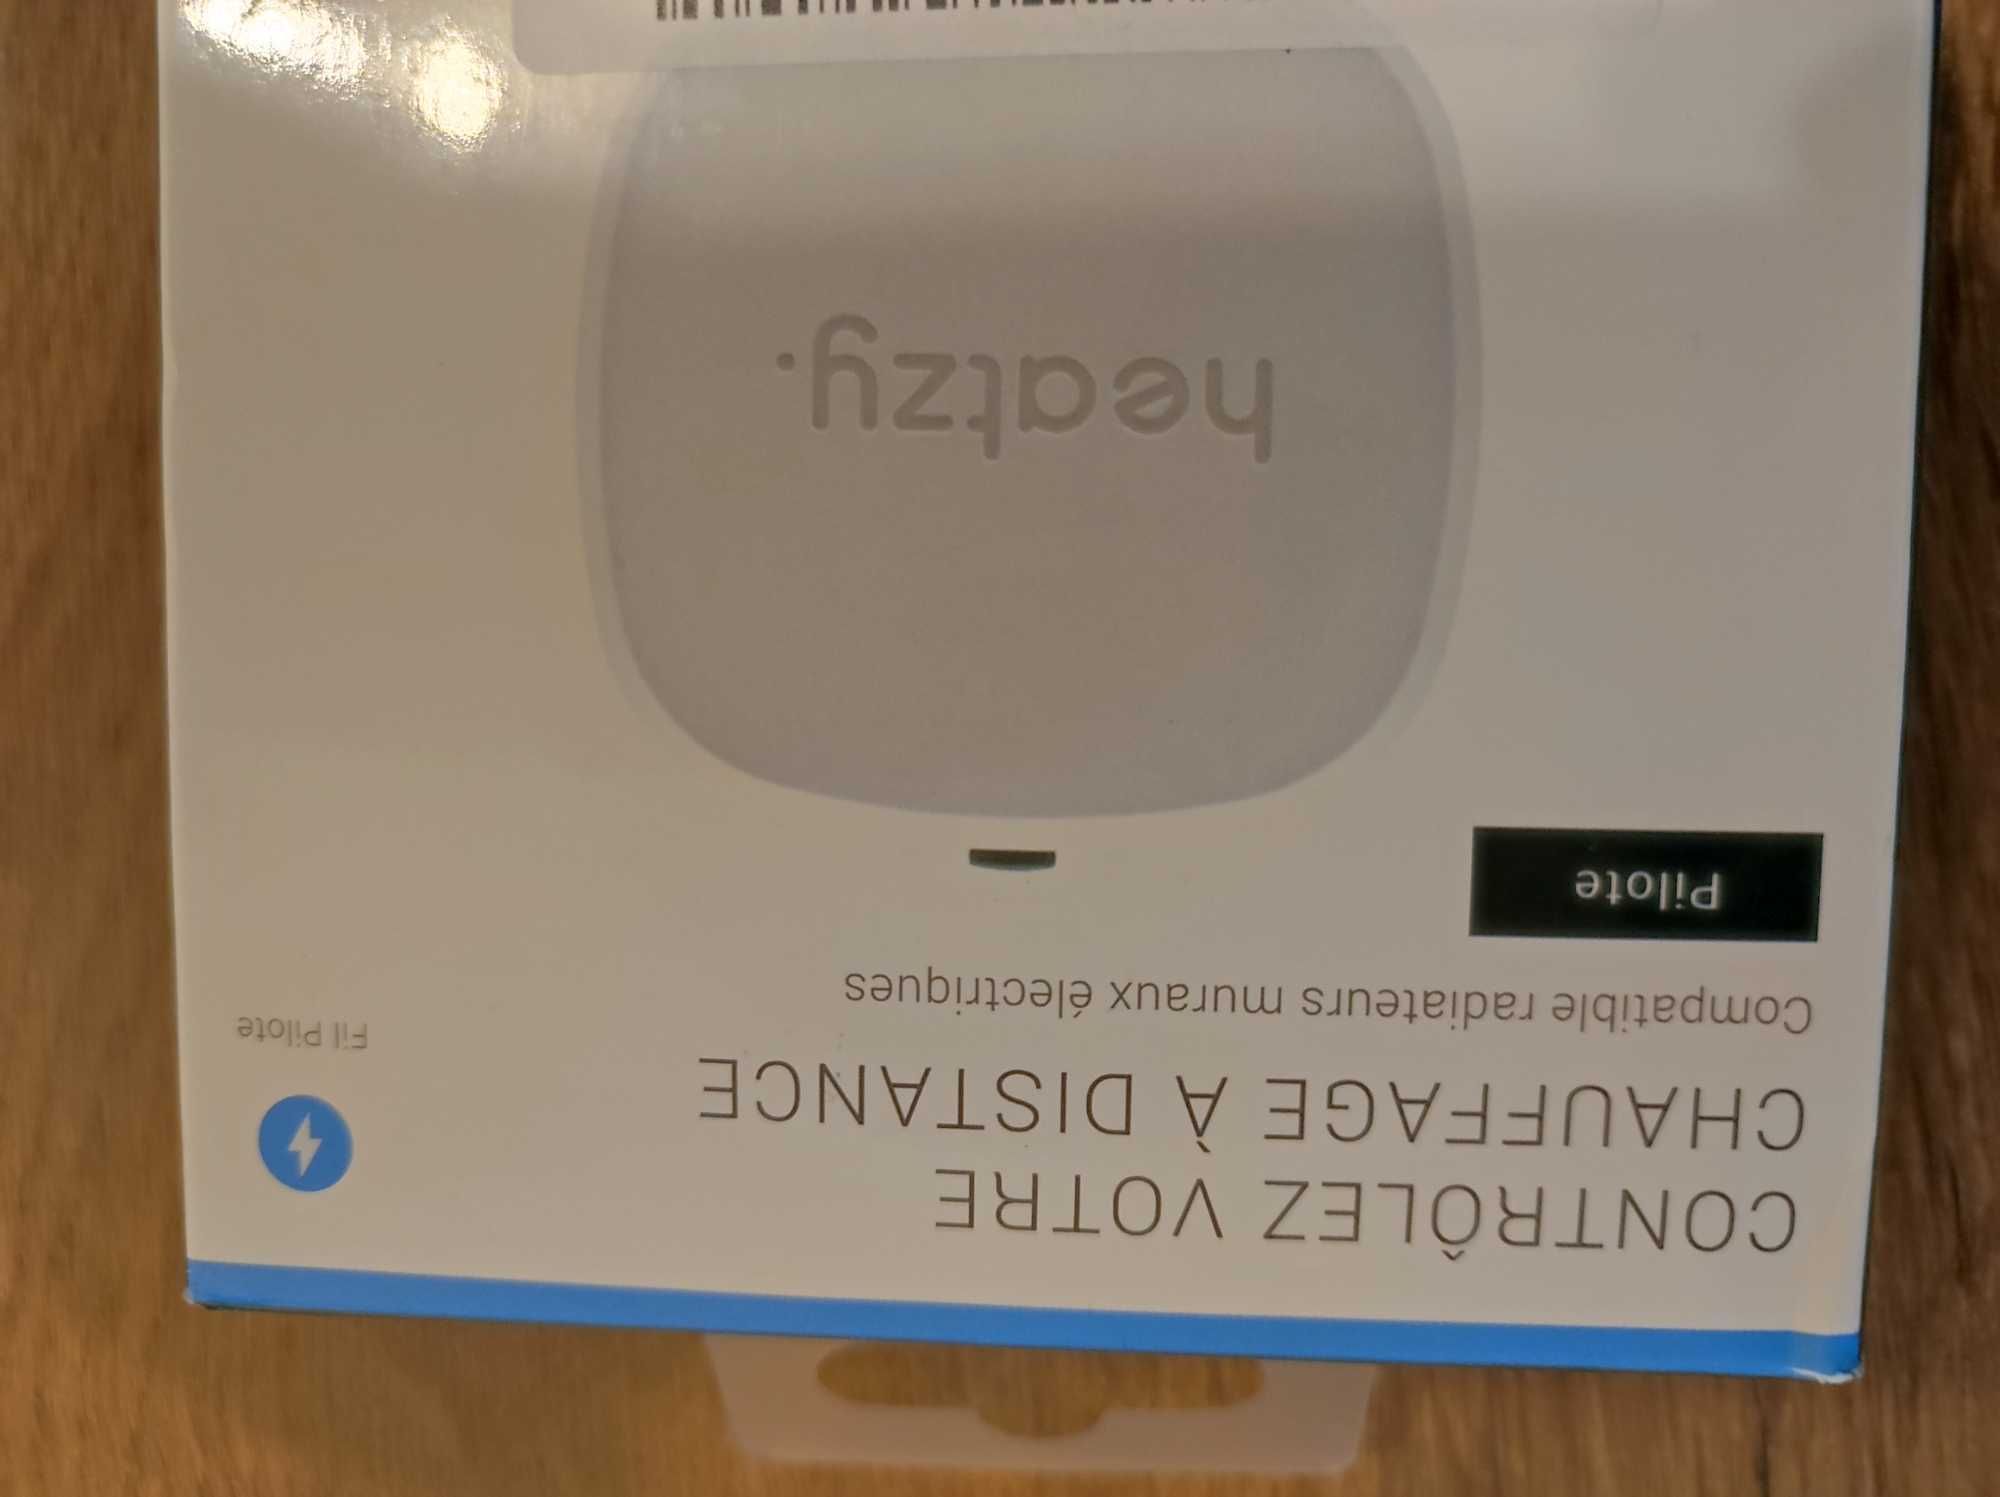 CONTRÔLEZ VOTRE
CHAUFFAGE À DISTANCE
Compatible radiateurs muraux électriques
Fil Pilote
Pilote
heatzy.